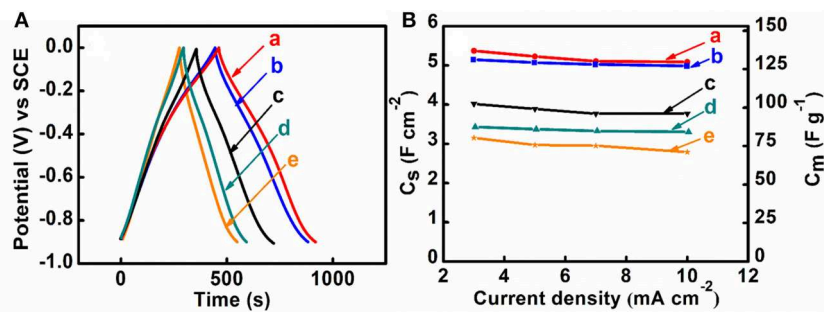 A
Potential (V) vs SCE
0.0
-0.2
-0.4
-0.6
-0.8
-1.0
a
b
c
d
e
0
500
1000
Time (s)
B
Cs (F cm-2)
6
5
4
3
2
1
0
a
b
c
d
e
150
125
100
75
50
25
0
Cm (F g-1)
2
4
6
8
10
12
Current density (mA cm-2)